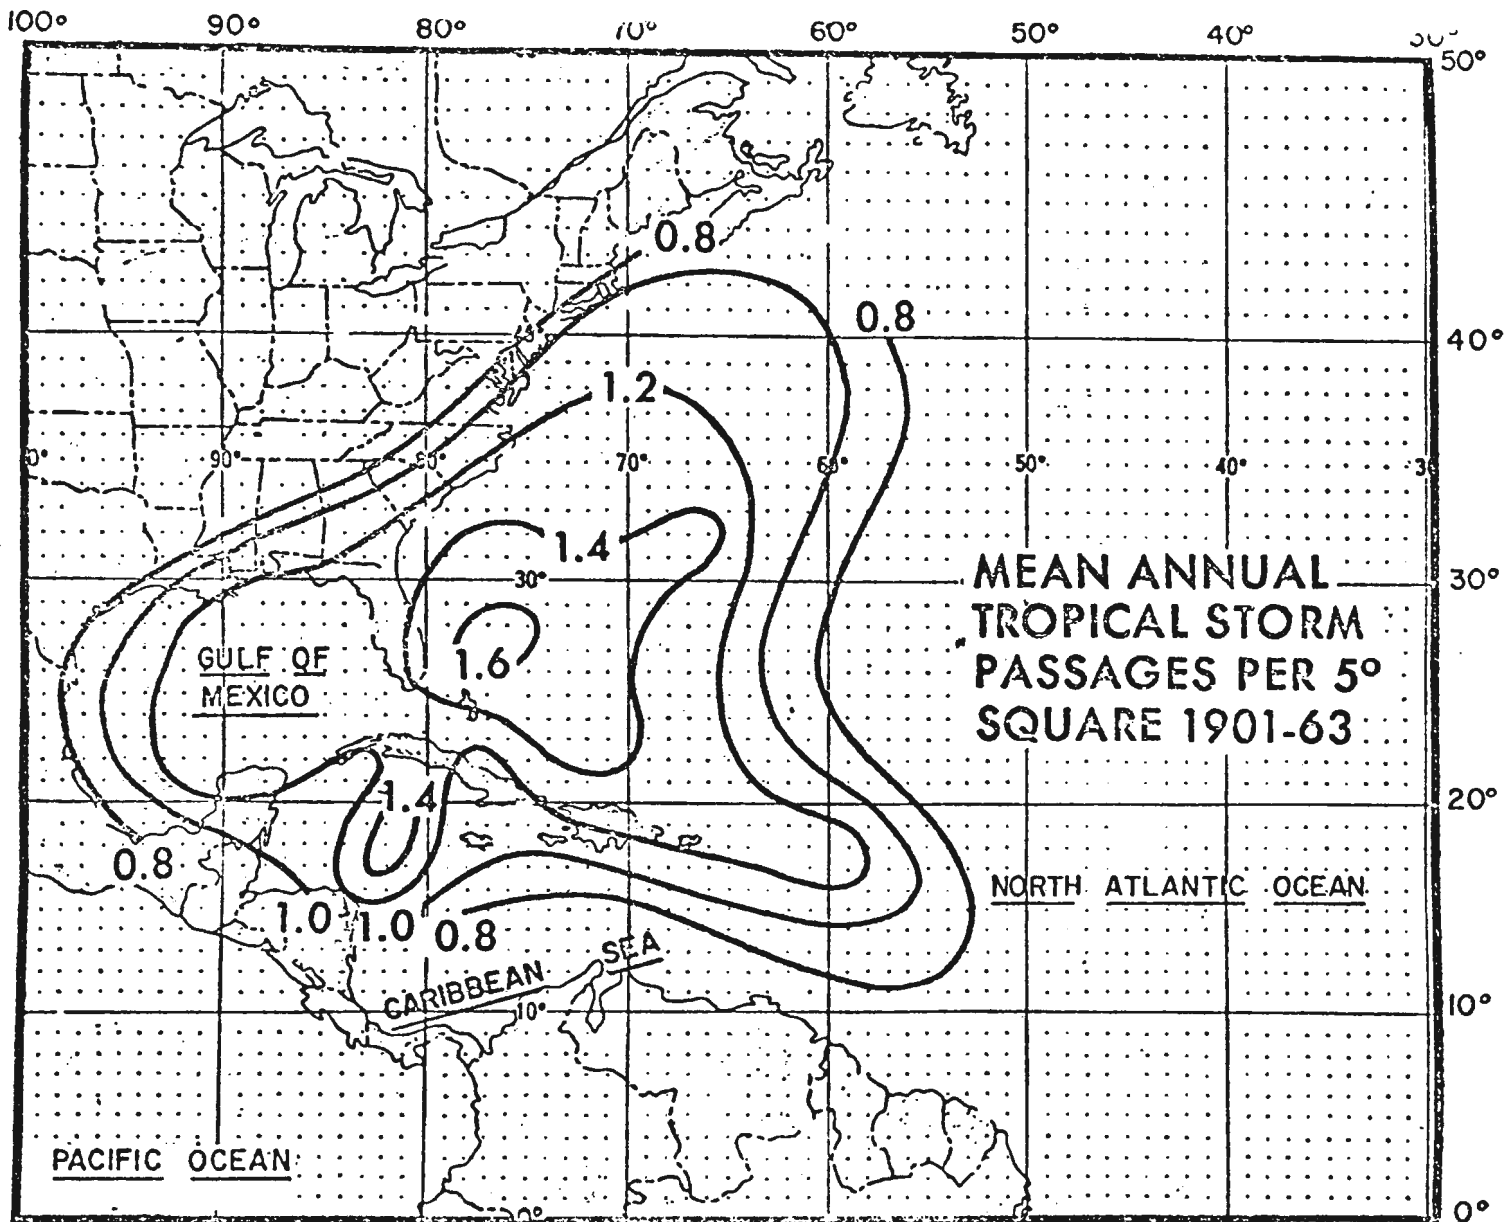 100° 90° 80° 70° 60° 50° 40°
50°
0.8
0.8
40°
1.2
90° 80° 70° 60° 50° 40° 30
1.4
30°
30°
MEAN ANNUAL
TROPICAL STORM
PASSAGES PER 5°
SQUARE 1901-63
1.6
GULF OF
MEXICO
1.4
20°
0.8
NORTH ATLANTIC OCEAN
1.0 1.0 0.8
CARIBBEAN SEA
10°
10°
PACIFIC OCEAN
0°
0°